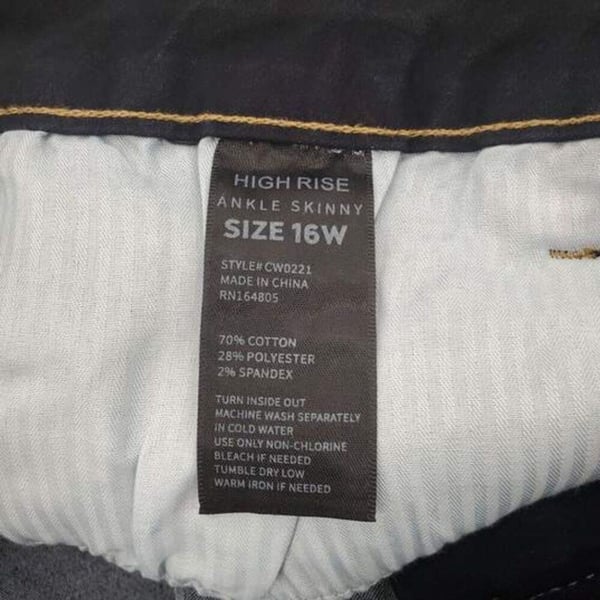 HIGH RISE
ANKLE SKINNY
SIZE 16W
STYLE# CW0221
MADE IN CHINA
RN164805
70% COTTON
28% POLYESTER
2% SPANDEX
TURN INSIDE OUT
MACHINE WASH SEPARATELY
IN COLD WATER
USE ONLY NON-CHLORINE
BLEACH IF NEEDED
TUMBLE DRY LOW
WARM IRON IF NEEDED